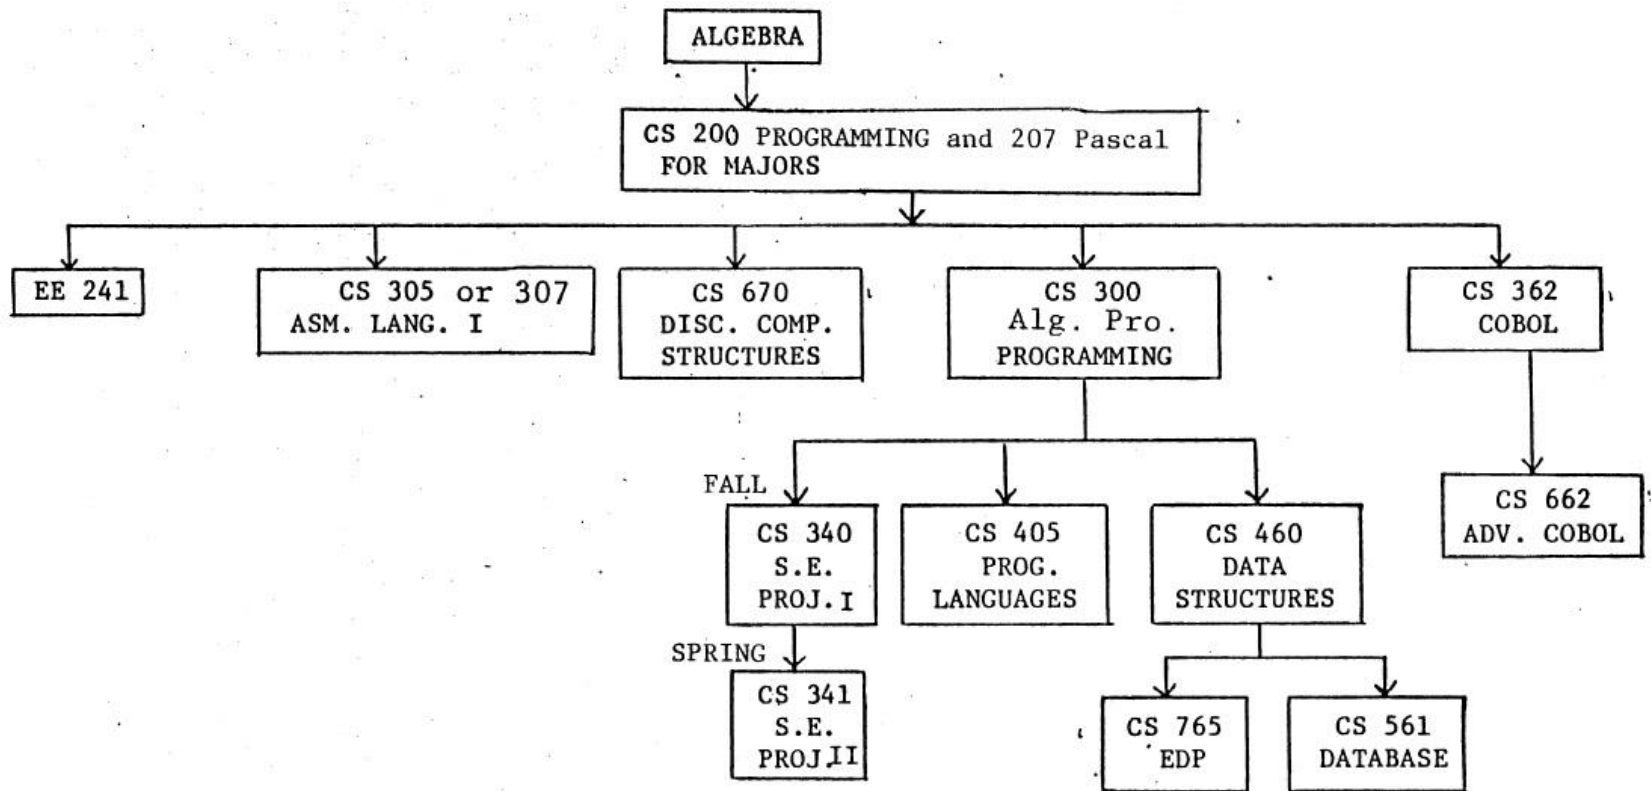 ALGEBRA
CS 200 PROGRAMMING and 207 Pascal
FOR MAJORS
EE 241
CS 305 or 307
ASM. LANG. I
CS 670
DISC. COMP.
STRUCTURES
CS 300
Alg. Pro.
PROGRAMMING
CS 362
COBOL
CS 662
ADV. COBOL
FALL
CS 340
S.E.
PROJ. I
CS 405
PROG.
LANGUAGES
CS 460
DATA
STRUCTURES
SPRING
CS 341
S.E.
PROJ. II
CS 765
EDP
CS 561
DATABASE